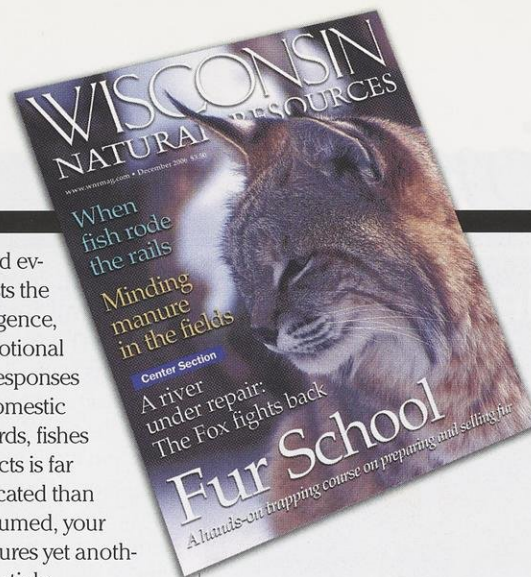 WISCONSIN
NATURAL RESOURCES
www.wnrmag.com • December 2006 $3.50
When
fish rode
the rails
Minding
manure
in the fields
Center Section
A river
under repair:
The Fox fights back
Fur School
A hands-on trapping course on preparing and selling fur
d ev-
ts the
gence,
otional
esponses
omestic
rds, fishes
cts is far
cated than
umed, your
ures yet anoth-